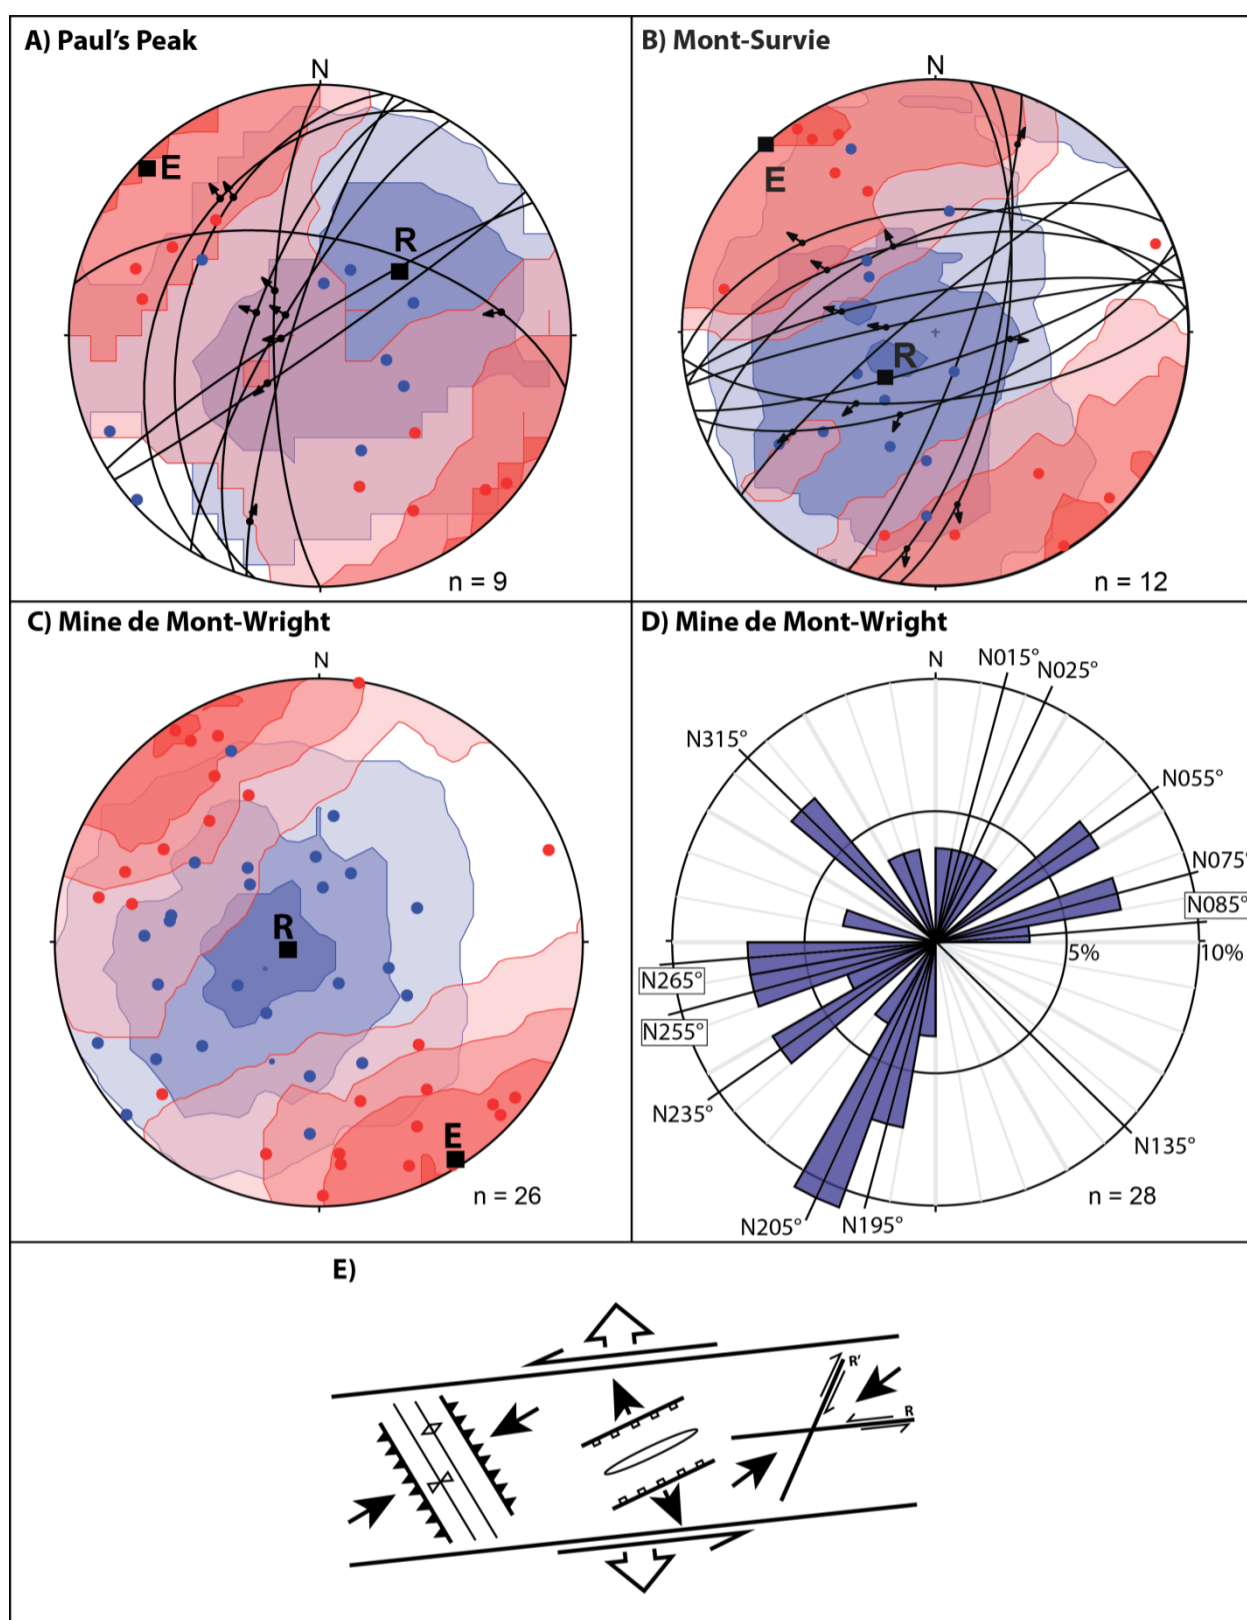 A) Paul's Peak
N
E
R
n = 9
B) Mont-Survie
N
E
R
n = 12
C) Mine de Mont-Wright
N
R
E
n = 26
D) Mine de Mont-Wright
N
N015°
N025°
N315°
N055°
N075°
N085°
5%
10%
N265°
N255°
N235°
N135°
N205°
N195°
n = 28
E)
R'
R